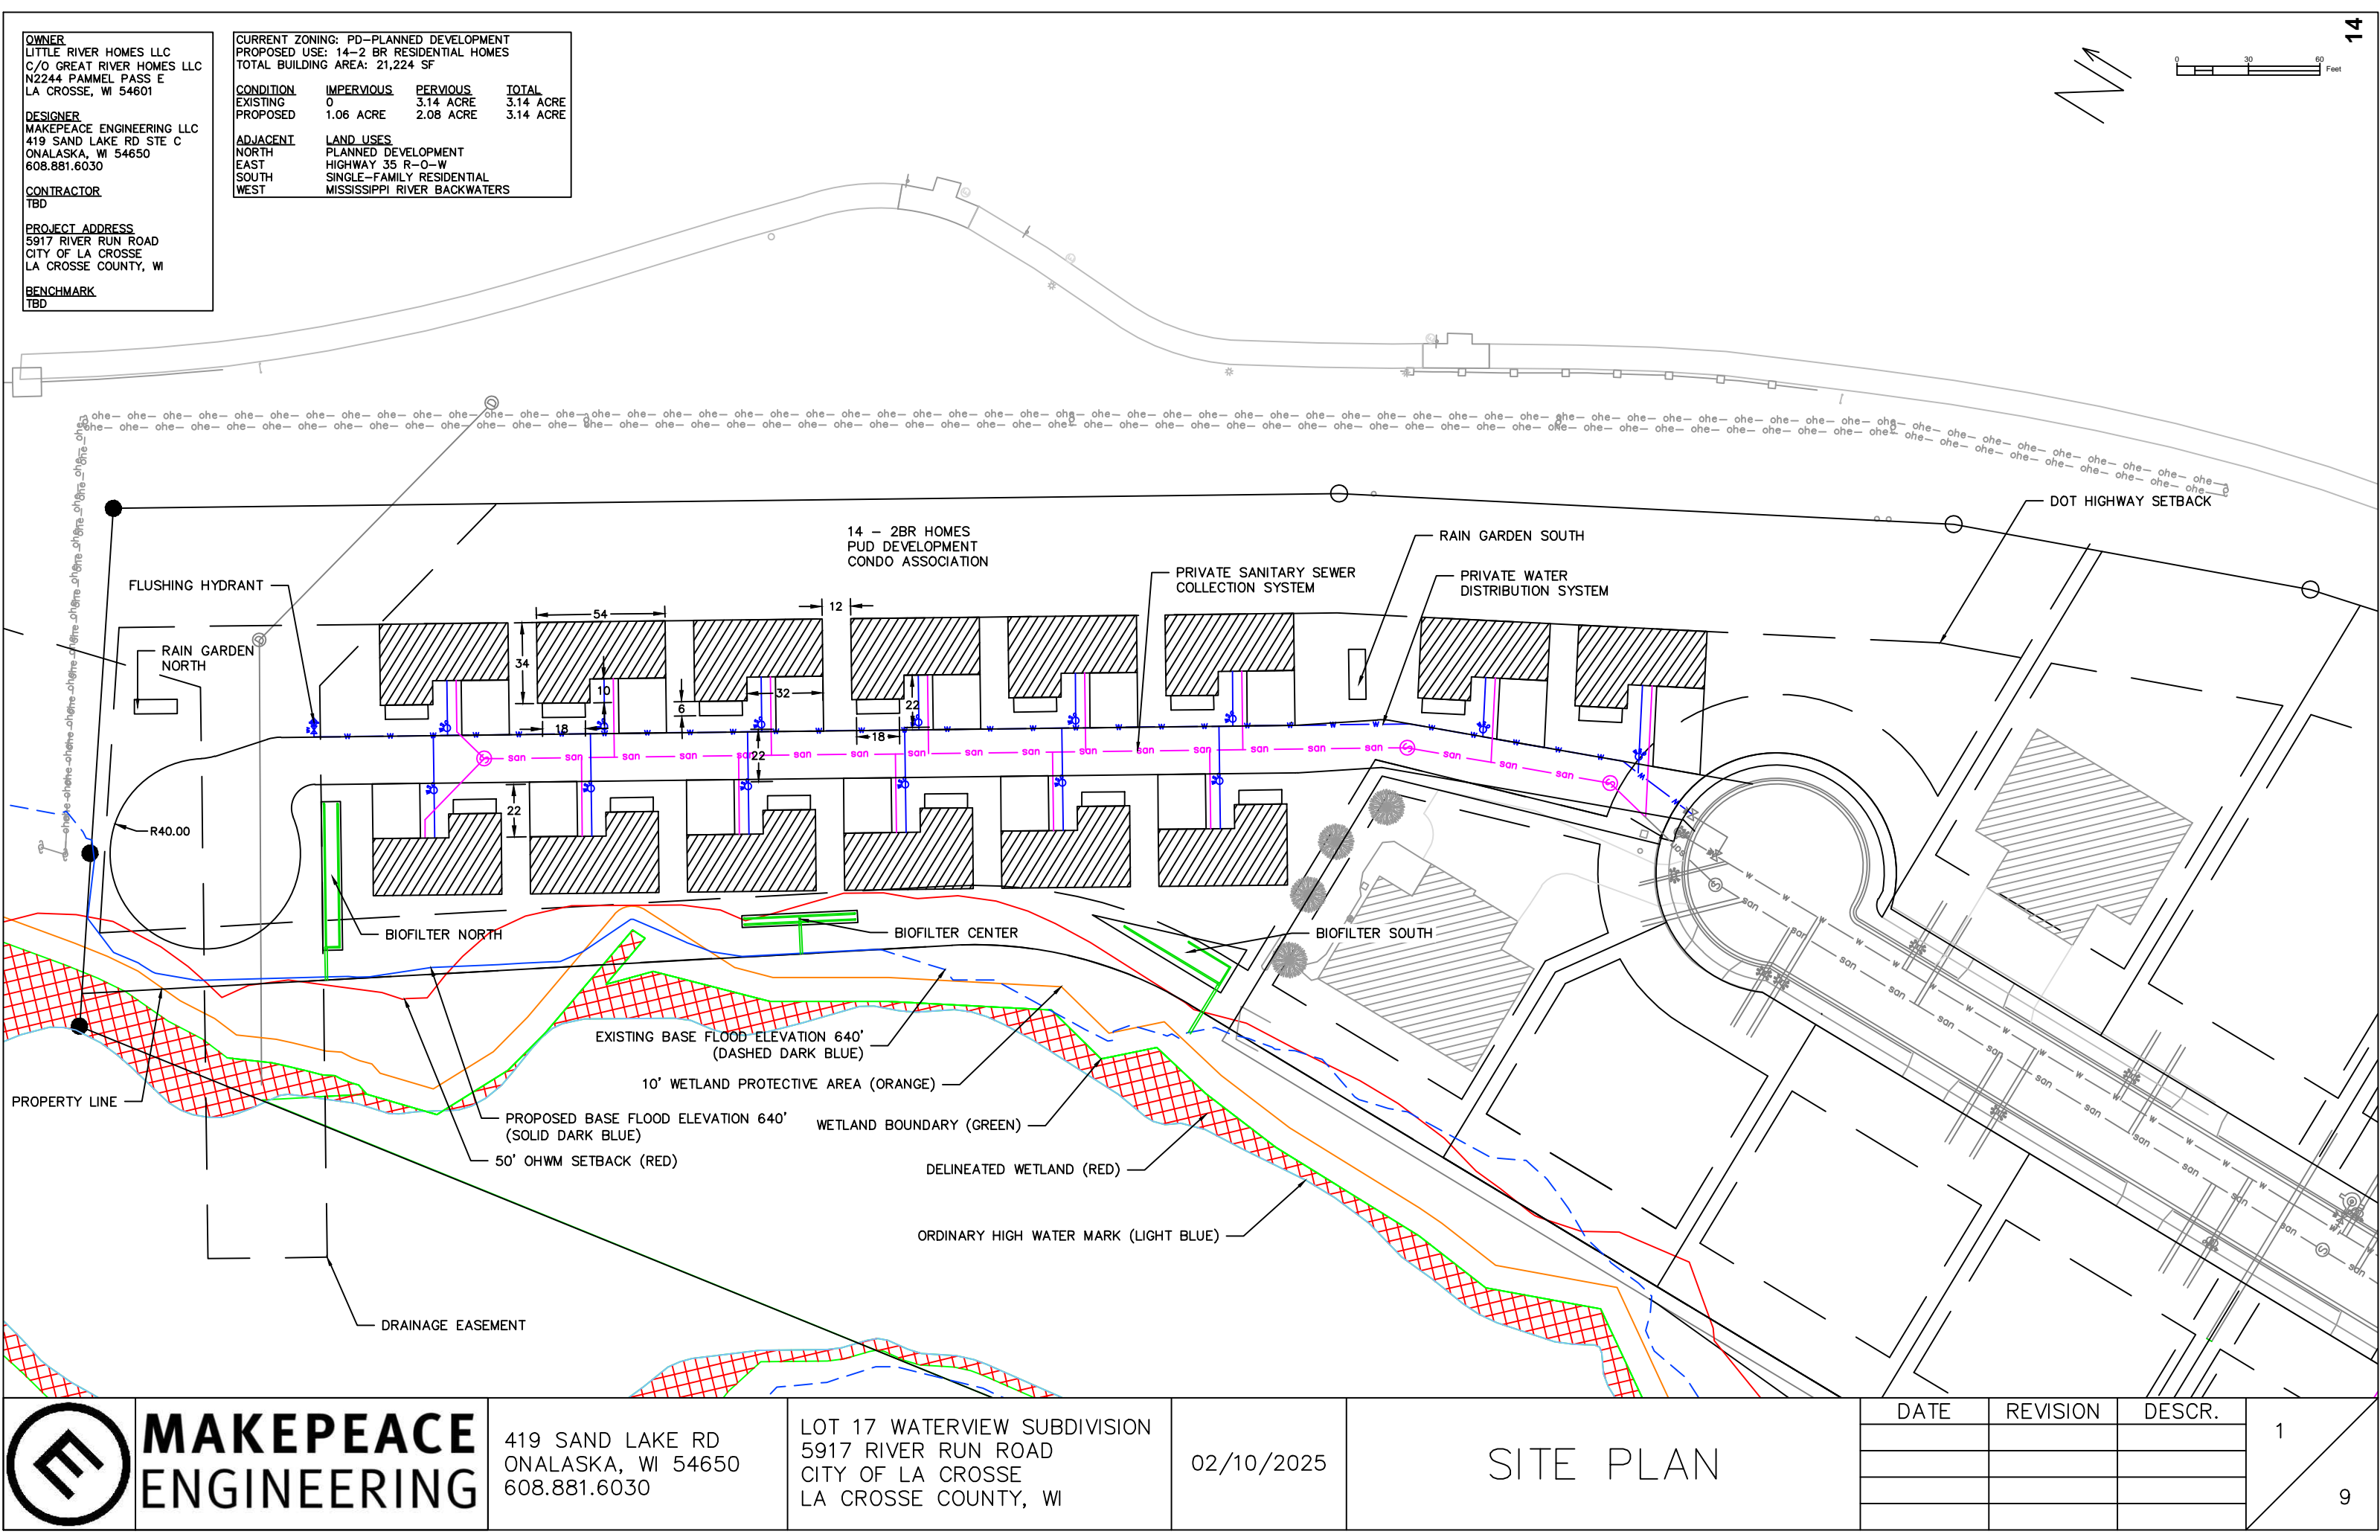 14
OWNER
LITTLE RIVER HOMES LLC
C/O GREAT RIVER HOMES LLC
N2244 PAMMEL PASS E
LA CROSSE, WI 54601
DESIGNER
MAKEPEACE ENGINEERING LLC
419 SAND LAKE RD STE C
ONALASKA, WI 54650
608.881.6030
CONTRACTOR
TBD
PROJECT ADDRESS
5917 RIVER RUN ROAD
CITY OF LA CROSSE
LA CROSSE COUNTY, WI
BENCHMARK
TBD
CURRENT ZONING: PD-PLANNED DEVELOPMENT
PROPOSED USE: 14-2 BR RESIDENTIAL HOMES
TOTAL BUILDING AREA: 21,224 SF
CONDITION IMPERVIOUS PERVIOUS TOTAL
EXISTING 0 3.14 ACRE 3.14 ACRE
PROPOSED 1.06 ACRE 2.08 ACRE 3.14 ACRE
ADJACENT LAND USES
NORTH PLANNED DEVELOPMENT
EAST HIGHWAY 35 R-O-W
SOUTH SINGLE-FAMILY RESIDENTIAL
WEST MISSISSIPPI RIVER BACKWATERS
0 30 60
Feet
DOT HIGHWAY SETBACK
14 - 2BR HOMES
PUD DEVELOPMENT
CONDO ASSOCIATION
RAIN GARDEN SOUTH
PRIVATE SANITARY SEWER
COLLECTION SYSTEM
PRIVATE WATER
DISTRIBUTION SYSTEM
FLUSHING HYDRANT
RAIN GARDEN
NORTH
54
12
34
10
32
6
22
18
18
22
22
R40.00
BIOFILTER NORTH
BIOFILTER CENTER
BIOFILTER SOUTH
EXISTING BASE FLOOD ELEVATION 640'
(DASHED DARK BLUE)
10' WETLAND PROTECTIVE AREA (ORANGE)
PROPERTY LINE
PROPOSED BASE FLOOD ELEVATION 640'
(SOLID DARK BLUE)
WETLAND BOUNDARY (GREEN)
50' OHWM SETBACK (RED)
DELINEATED WETLAND (RED)
ORDINARY HIGH WATER MARK (LIGHT BLUE)
DRAINAGE EASEMENT
MAKEPEACE
ENGINEERING
419 SAND LAKE RD
ONALASKA, WI 54650
608.881.6030
LOT 17 WATERVIEW SUBDIVISION
5917 RIVER RUN ROAD
CITY OF LA CROSSE
LA CROSSE COUNTY, WI
02/10/2025
SITE PLAN
DATE REVISION DESCR.
1
9